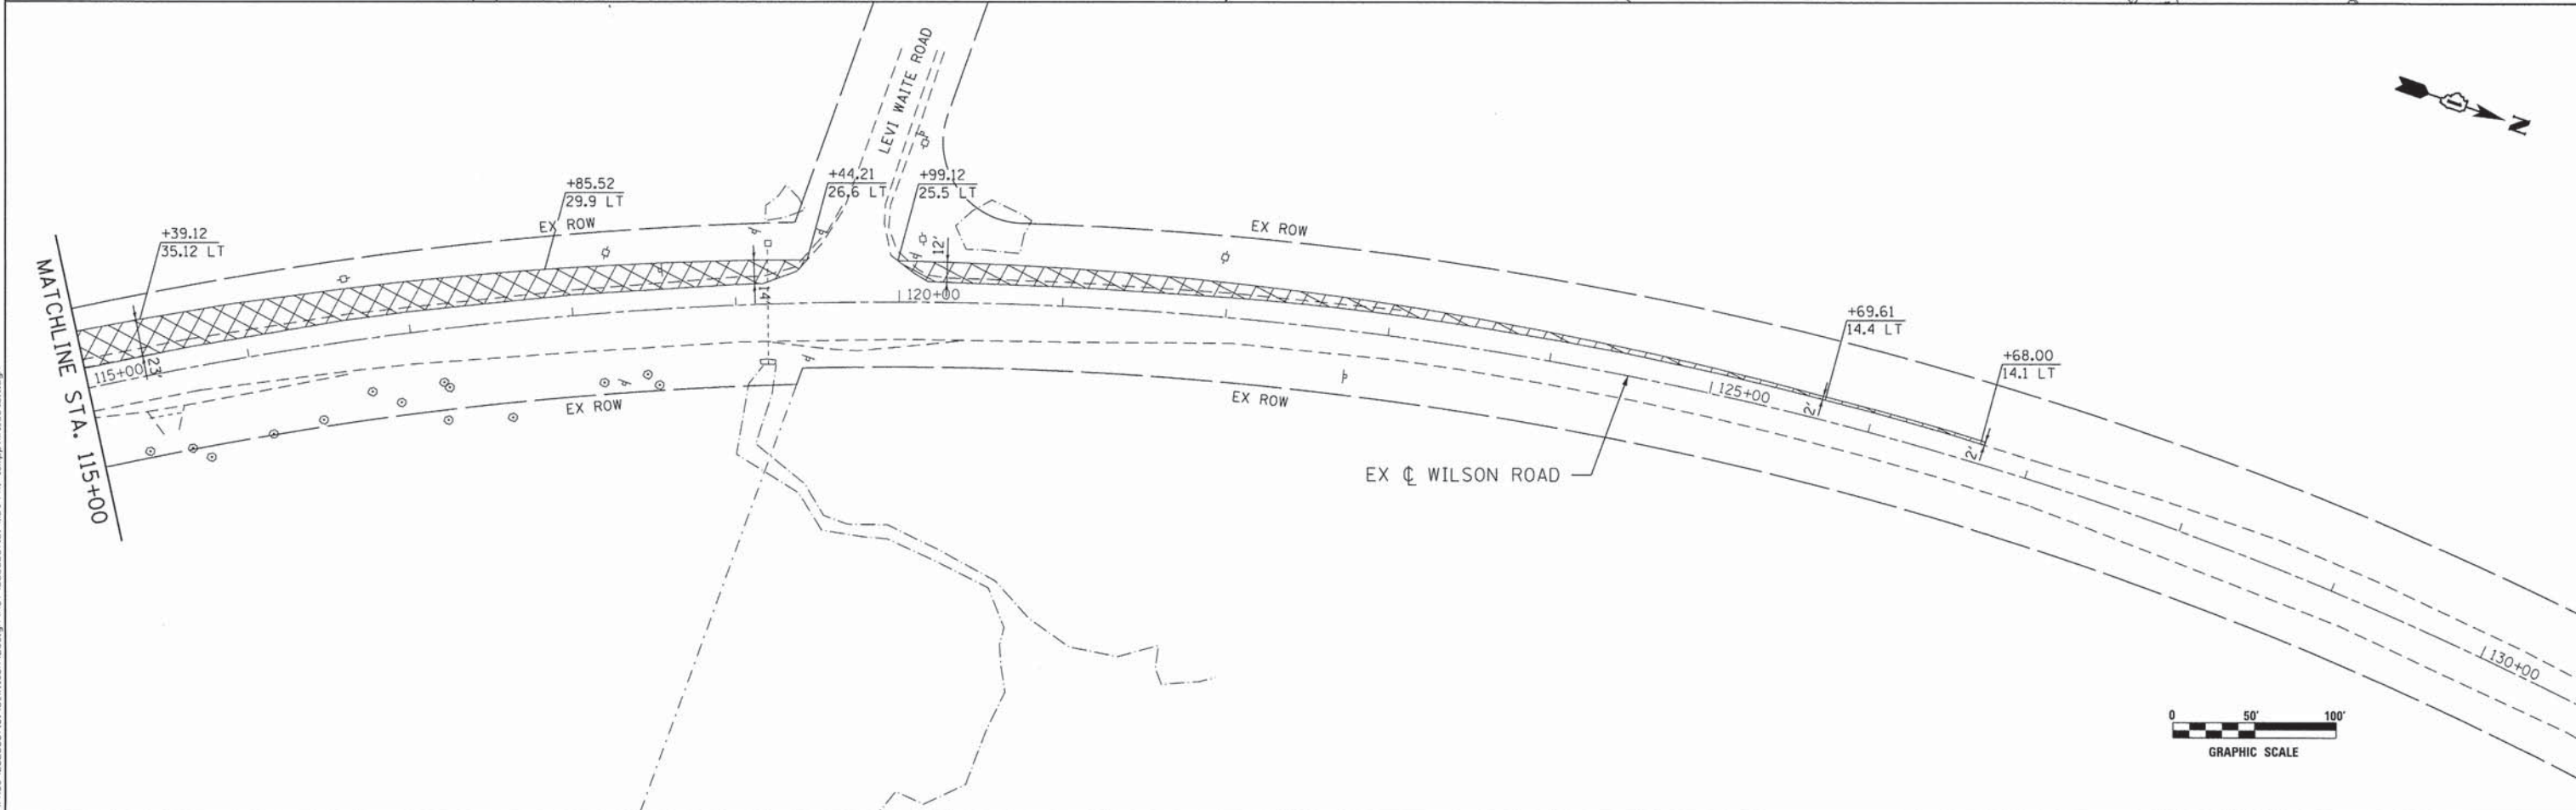 LEVI WAITE ROAD
N
+85.52
29.9 LT
+44.21
26.6 LT
+99.12
25.5 LT
EX ROW
EX ROW
+39.12
35.12 LT
12'
MATCHLINE STA. 115+00
115+00
23'
14'
120+00
+69.61
14.4 LT
+68.00
14.1 LT
125+00
2'
2'
EX ROW
EX ROW
EX ℄ WILSON ROAD
130+00
0 50' 100'
GRAPHIC SCALE